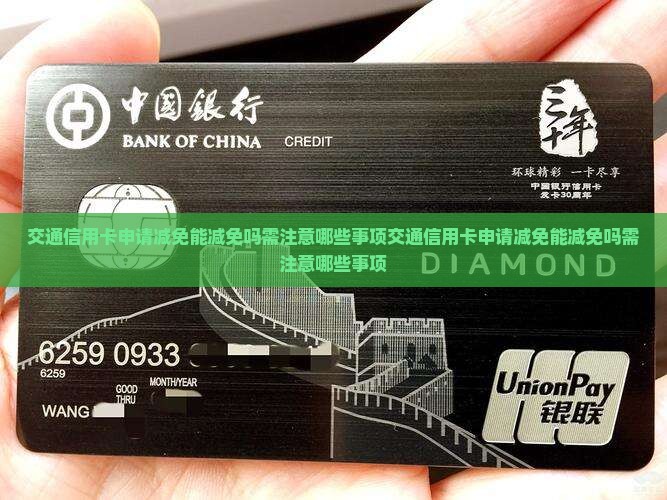 中國銀行
BANK OF CHINA
CREDIT
三十年
环球精彩 一卡尽享
中国银行信用卡
发卡30周年
交通信用卡申请减免能减免吗需注意哪些事项交通信用卡申请减免能减免吗需
注意哪些事项
DIAMOND
6259 0933
6259
GOOD
THRU
MONTH/YEAR
WANG
UnionPay
银联